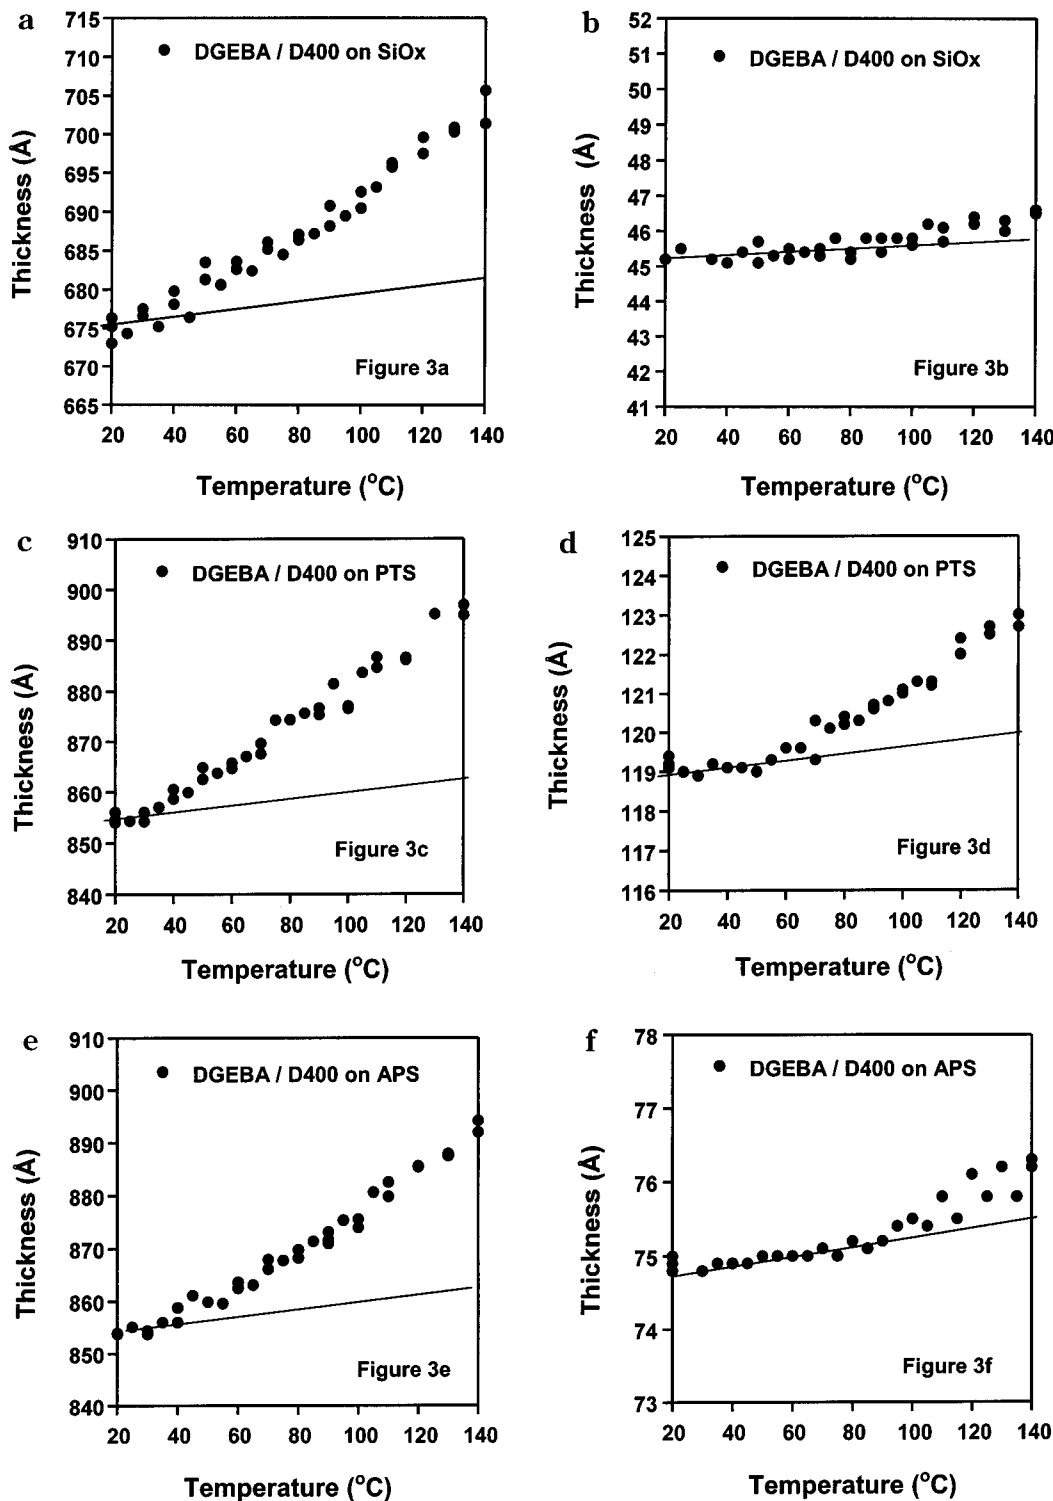 a
715
710
705
700
695
690
685
680
675
670
665
Thickness (Å)
DGEBA / D400 on SiOx
Figure 3a
20 40 60 80 100 120 140
Temperature (°C)
b
52
51
50
49
48
47
46
45
44
43
42
41
Thickness (Å)
DGEBA / D400 on SiOx
Figure 3b
20 40 60 80 100 120 140
Temperature (°C)
c
910
900
890
880
870
860
850
840
Thickness (Å)
DGEBA / D400 on PTS
Figure 3c
20 40 60 80 100 120 140
Temperature (°C)
d
125
124
123
122
121
120
119
118
117
116
Thickness (Å)
DGEBA / D400 on PTS
Figure 3d
20 40 60 80 100 120 140
Temperature (°C)
e
910
900
890
880
870
860
850
840
Thickness (Å)
DGEBA / D400 on APS
Figure 3e
20 40 60 80 100 120 140
Temperature (°C)
f
78
77
76
75
74
73
Thickness (Å)
DGEBA / D400 on APS
Figure 3f
20 40 60 80 100 120 140
Temperature (°C)